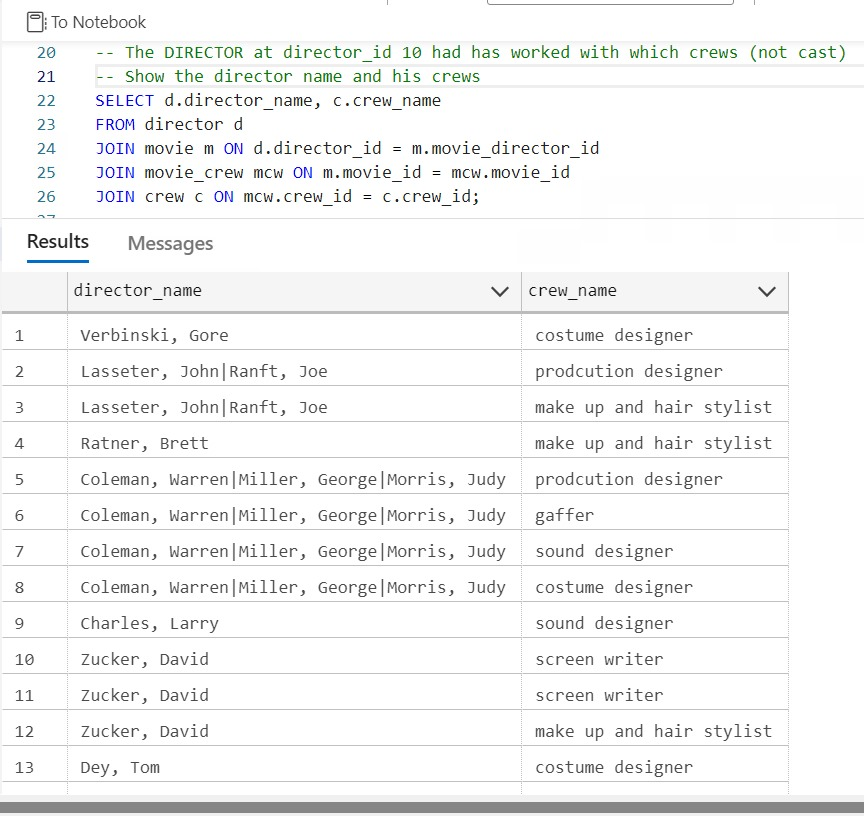 To Notebook
20 -- The DIRECTOR at director_id 10 had has worked with which crews (not cast)
21 -- Show the director name and his crews
22 SELECT d.director_name, c.crew_name
23 FROM director d
24 JOIN movie m ON d.director_id = m.movie_director_id
25 JOIN movie_crew mcw ON m.movie_id = mcw.movie_id
26 JOIN crew c ON mcw.crew_id = c.crew_id;
Results Messages
director_name crew_name
1 Verbinski, Gore costume designer
2 Lasseter, John|Ranft, Joe prodcution designer
3 Lasseter, John|Ranft, Joe make up and hair stylist
4 Ratner, Brett make up and hair stylist
5 Coleman, Warren|Miller, George|Morris, Judy prodcution designer
6 Coleman, Warren|Miller, George|Morris, Judy gaffer
7 Coleman, Warren|Miller, George|Morris, Judy sound designer
8 Coleman, Warren|Miller, George|Morris, Judy costume designer
9 Charles, Larry sound designer
10 Zucker, David screen writer
11 Zucker, David screen writer
12 Zucker, David make up and hair stylist
13 Dey, Tom costume designer